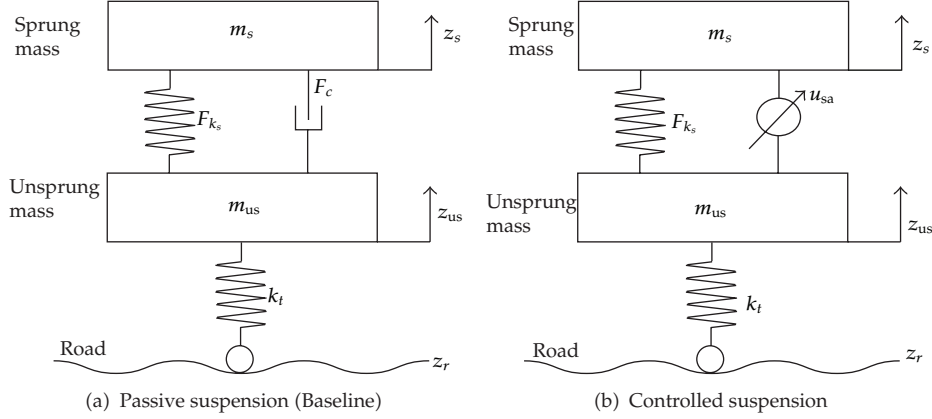 Sprung
mass
m_s
z_s
F_{k_s}
F_c
Unsprung
mass
m_us
z_us
k_t
Road
z_r
(a) Passive suspension (Baseline)
Sprung
mass
m_s
z_s
F_{k_s}
u_sa
Unsprung
mass
m_us
z_us
k_t
Road
z_r
(b) Controlled suspension